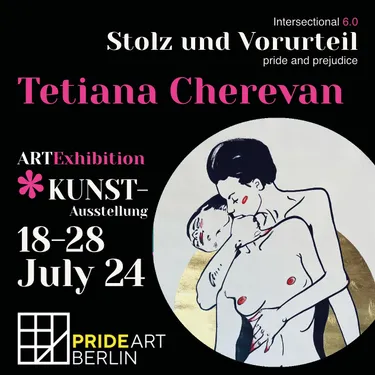 Intersectional 6.0
Stolz und Vorurteil
pride and prejudice
Tetiana Cherevan
ARTExhibition
*KUNST-
Ausstellung
18-28
July 24
PRIDEART
BERLIN